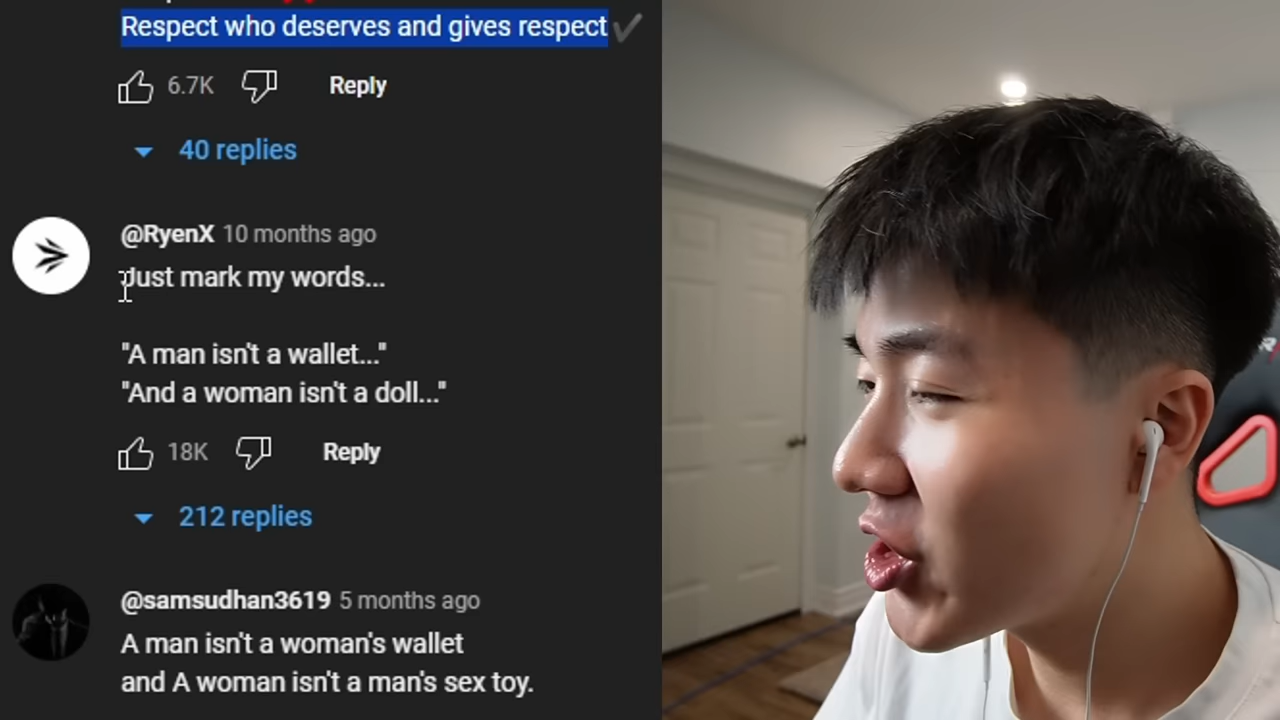 Respect who deserves and gives respect✔
6.7K Reply
40 replies
@RyenX 10 months ago
Just mark my words...
"A man isn't a wallet..."
"And a woman isn't a doll..."
18K Reply
212 replies
@samsudhan3619 5 months ago
A man isn't a woman's wallet
and A woman isn't a man's sex toy.